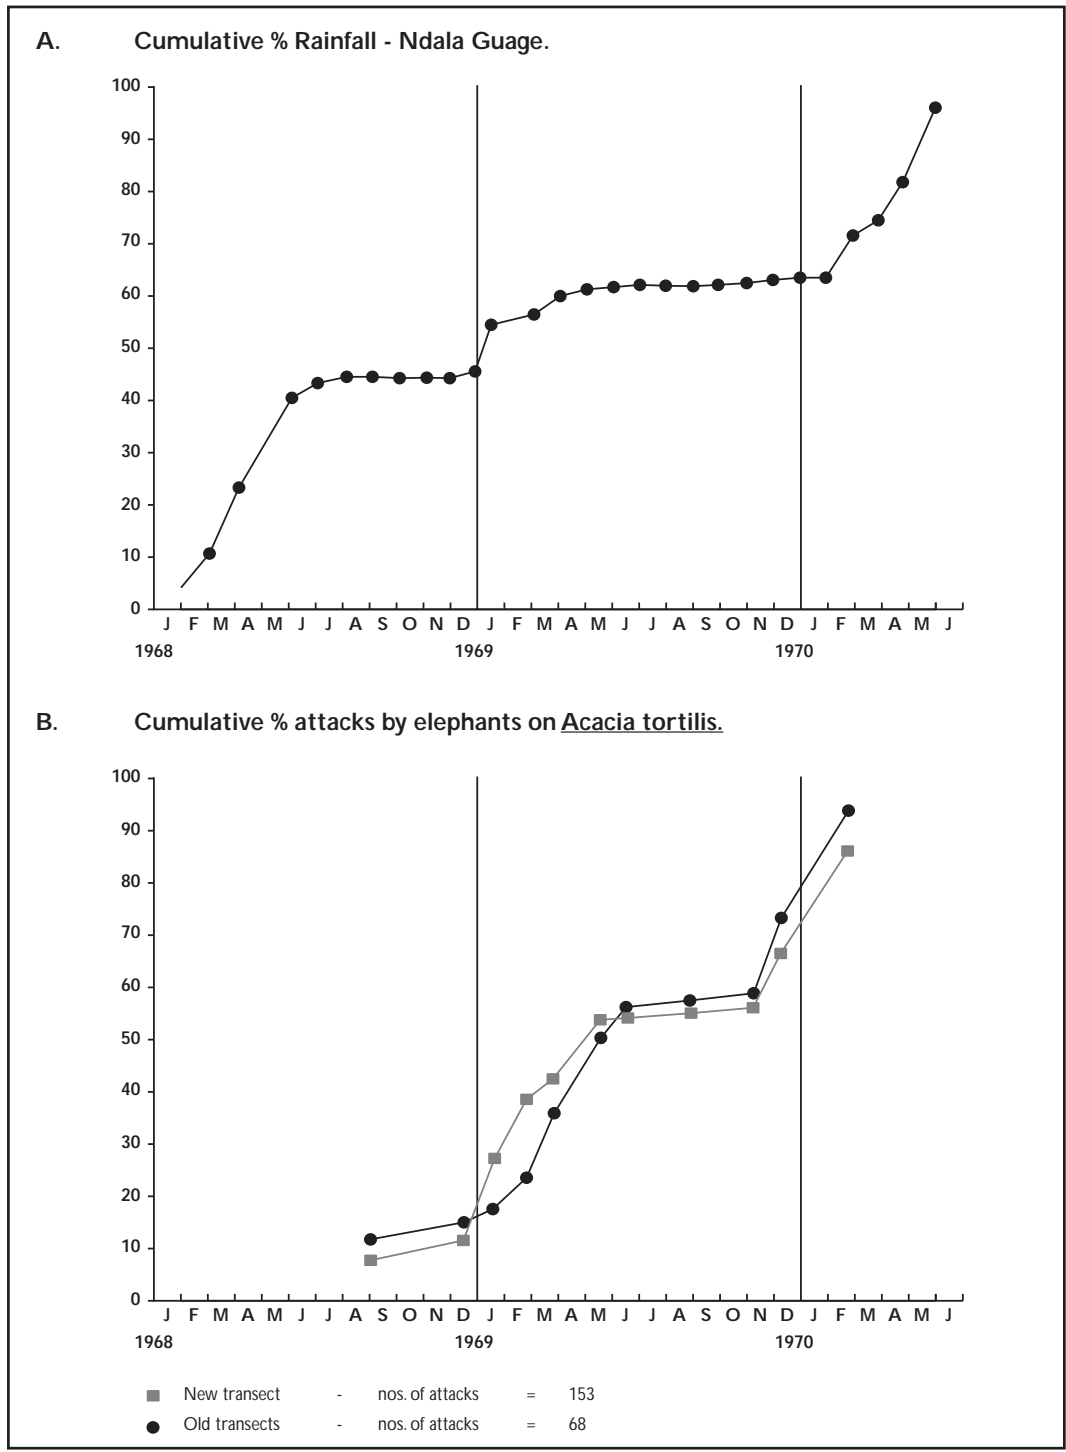 A. Cumulative % Rainfall - Ndala Guage.
100
90
80
70
60
50
40
30
20
10
0
J F M A M J J A S O N D J F M A M J J A S O N D J F M A M J
1968 1969 1970
B. Cumulative % attacks by elephants on Acacia tortilis.
100
90
80
70
60
50
40
30
20
10
0
J F M A M J J A S O N D J F M A M J J A S O N D J F M A M J
1968 1969 1970
New transect - nos. of attacks = 153
Old transects - nos. of attacks = 68